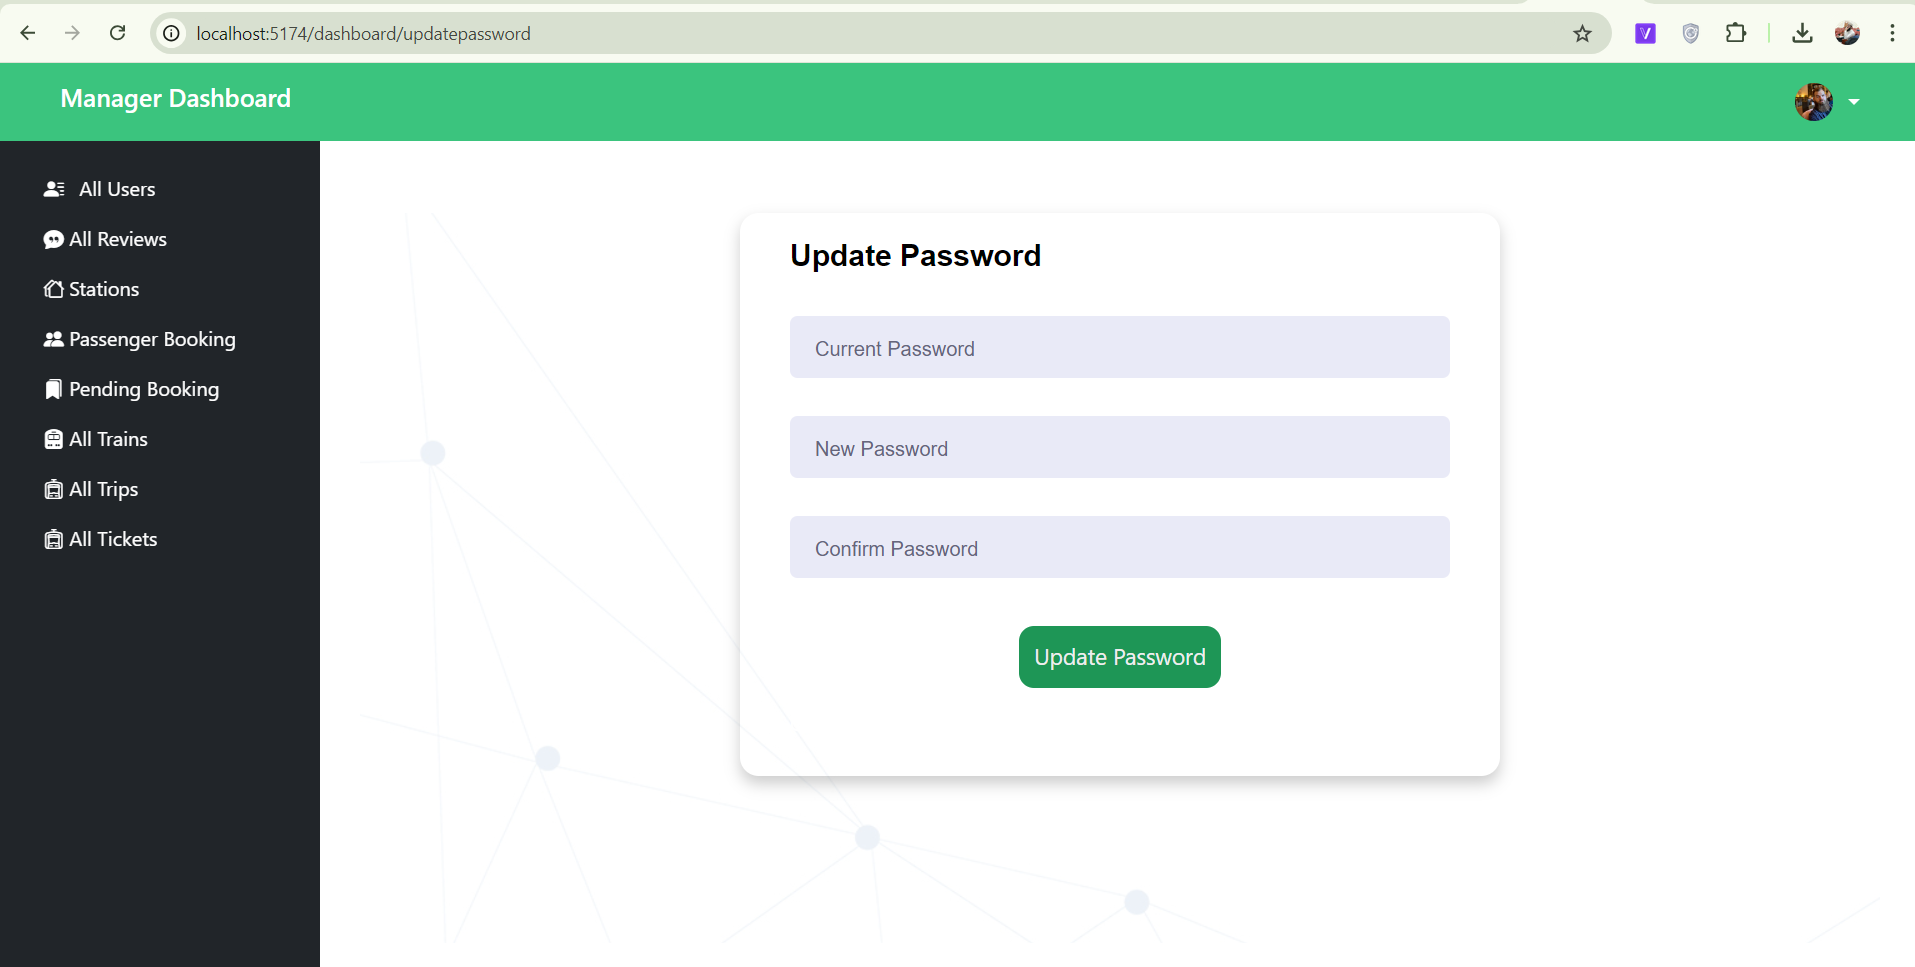 localhost:5174/dashboard/updatepassword
Manager Dashboard
All Users
All Reviews
Stations
Passenger Booking
Pending Booking
All Trains
All Trips
All Tickets
Update Password
Current Password
New Password
Confirm Password
Update Password